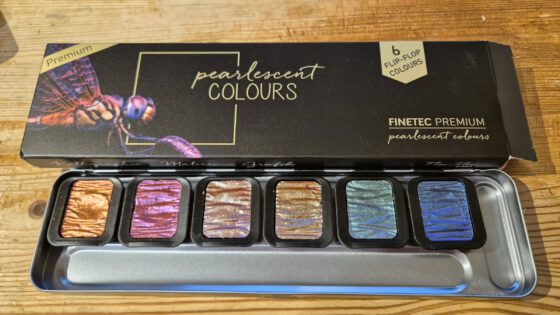 Premium
pearlescent
COLOURS
6
FLIP-FLOP
COLOURS
FINETEC PREMIUM
pearlescent colours